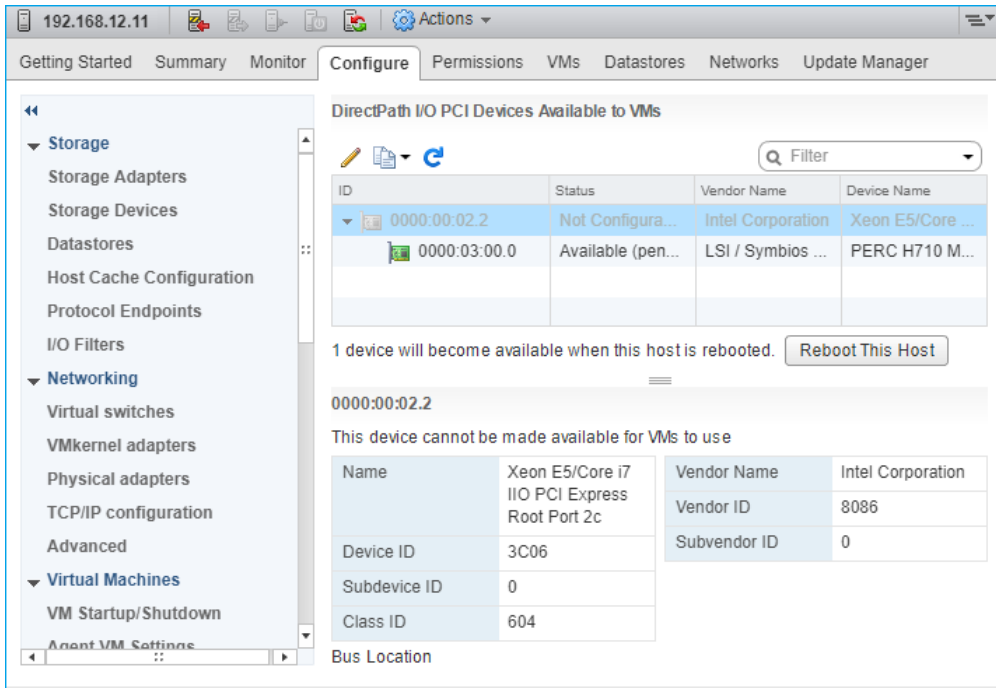 192.168.12.11 Actions
Getting Started Summary Monitor Configure Permissions VMs Datastores Networks Update Manager
Storage
Storage Adapters
Storage Devices
Datastores
Host Cache Configuration
Protocol Endpoints
I/O Filters
Networking
Virtual switches
VMkernel adapters
Physical adapters
TCP/IP configuration
Advanced
Virtual Machines
VM Startup/Shutdown
Agent VM Settings
DirectPath I/O PCI Devices Available to VMs
Filter
ID Status Vendor Name Device Name
0000:00:02.2 Not Configura... Intel Corporation Xeon E5/Core ...
0000:03:00.0 Available (pen... LSI / Symbios ... PERC H710 M...
1 device will become available when this host is rebooted. Reboot This Host
0000:00:02.2
This device cannot be made available for VMs to use
Name Xeon E5/Core i7
IIO PCI Express
Root Port 2c
Device ID 3C06
Subdevice ID 0
Class ID 604
Vendor Name Intel Corporation
Vendor ID 8086
Subvendor ID 0
Bus Location